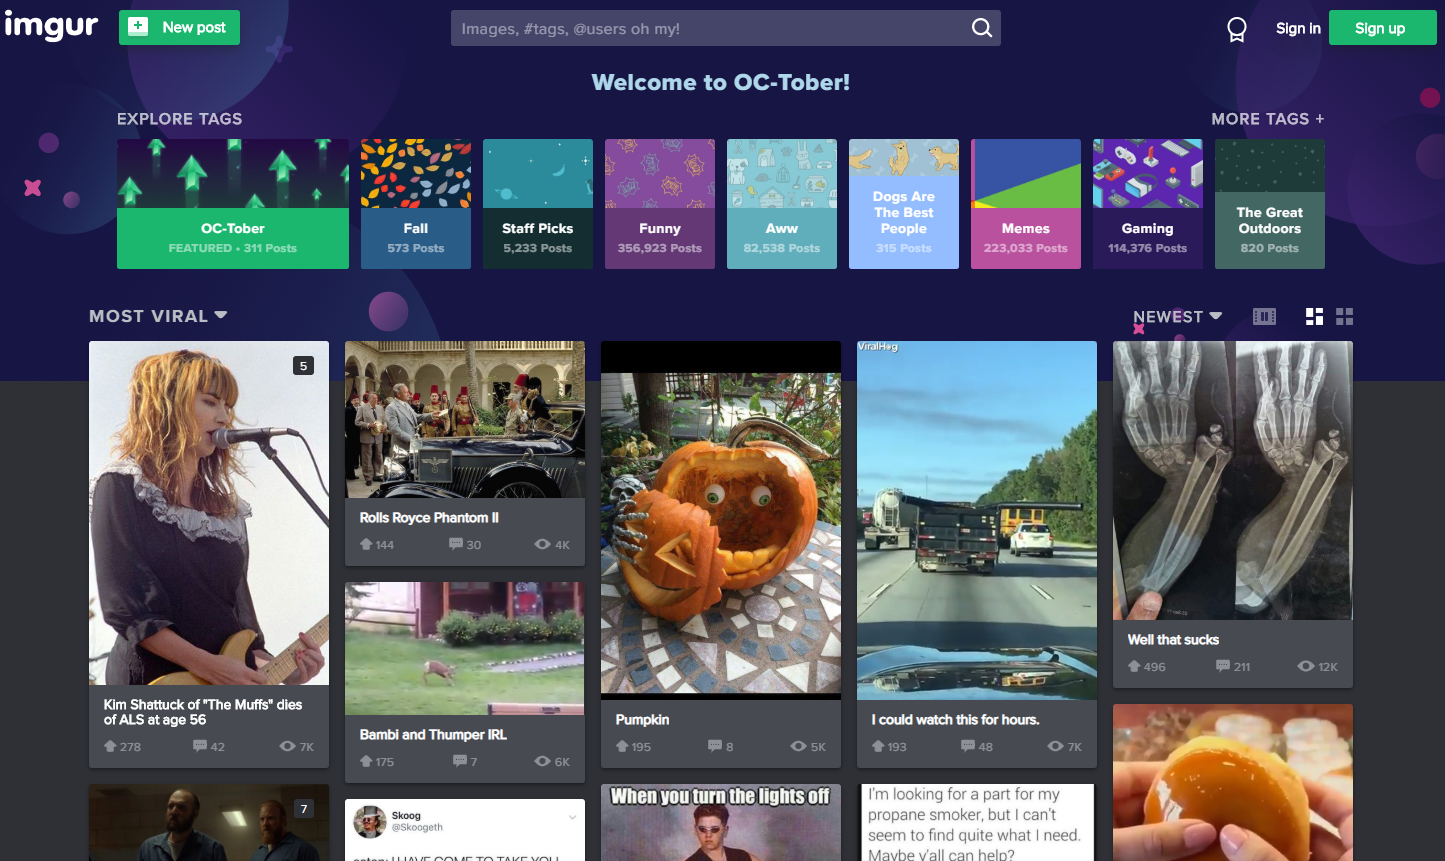 imgur
New post
Images, #tags, @users oh my!
Sign in
Sign up
Welcome to OC-Tober!
EXPLORE TAGS
MORE TAGS +
OC-Tober
FEATURED • 311 Posts
Fall
573 Posts
Staff Picks
5,233 Posts
Funny
356,923 Posts
Aww
82,538 Posts
Dogs Are
The Best
People
315 Posts
Memes
223,033 Posts
Gaming
114,376 Posts
The Great
Outdoors
820 Posts
MOST VIRAL
NEWEST
5
Kim Shattuck of "The Muffs" dies
of ALS at age 56
278
42
7K
7
Rolls Royce Phantom II
144
30
4K
Bambi and Thumper IRL
175
7
6K
Skoog
@Skoogeth
satan: I HAVE COME TO TAKE YOU
Pumpkin
195
8
5K
When you turn the lights off
ViralHog
I could watch this for hours.
193
48
7K
I'm looking for a part for my
propane smoker, but I can't
seem to find quite what I need.
Maybe y'all can help?
Well that sucks
496
211
12K